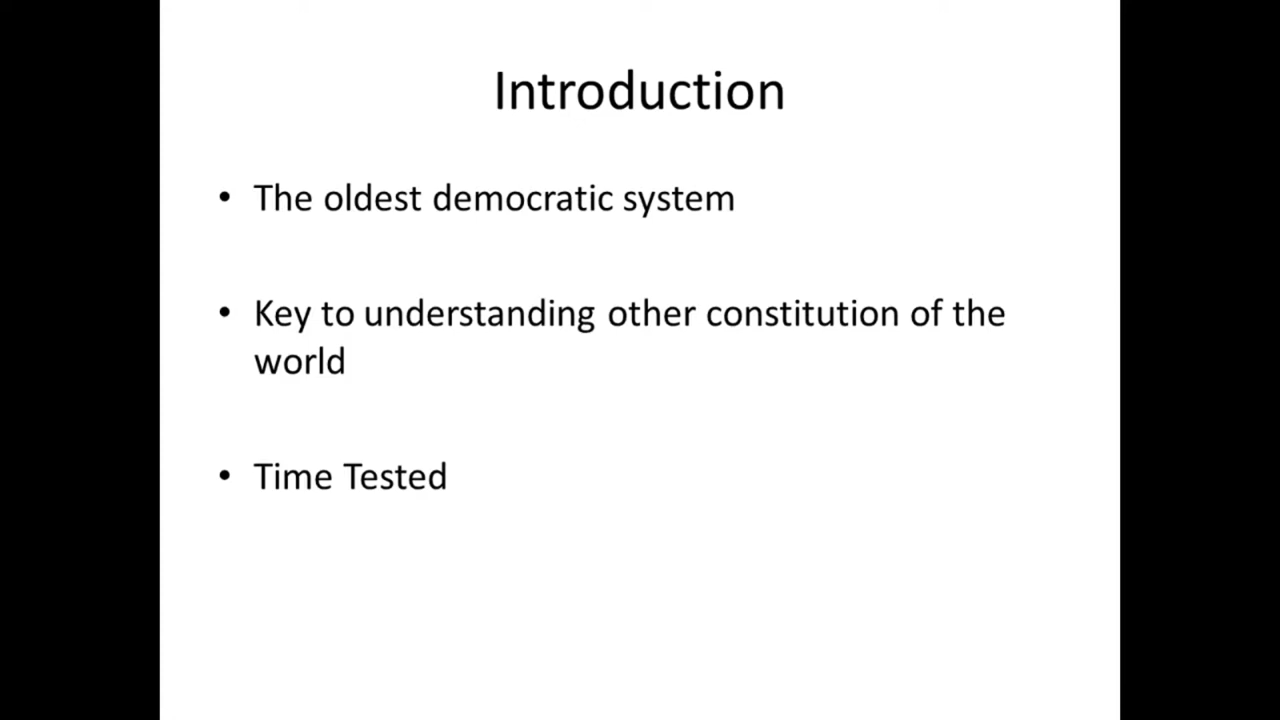 Introduction
• The oldest democratic system
• Key to understanding other constitution of the
world
• Time Tested